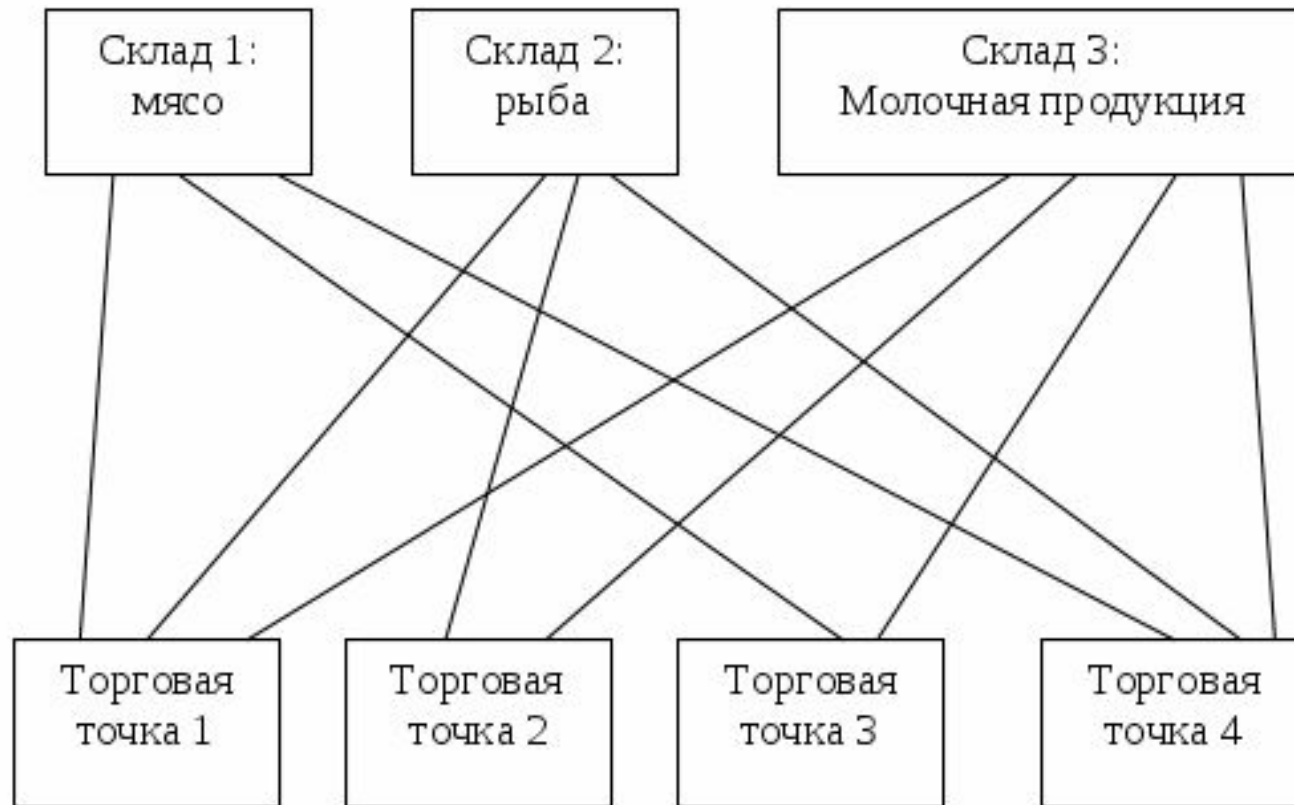 Склад 1:
мясо
Склад 2:
рыба
Склад 3:
Молочная продукция
Торговая
точка 1
Торговая
точка 2
Торговая
точка 3
Торговая
точка 4